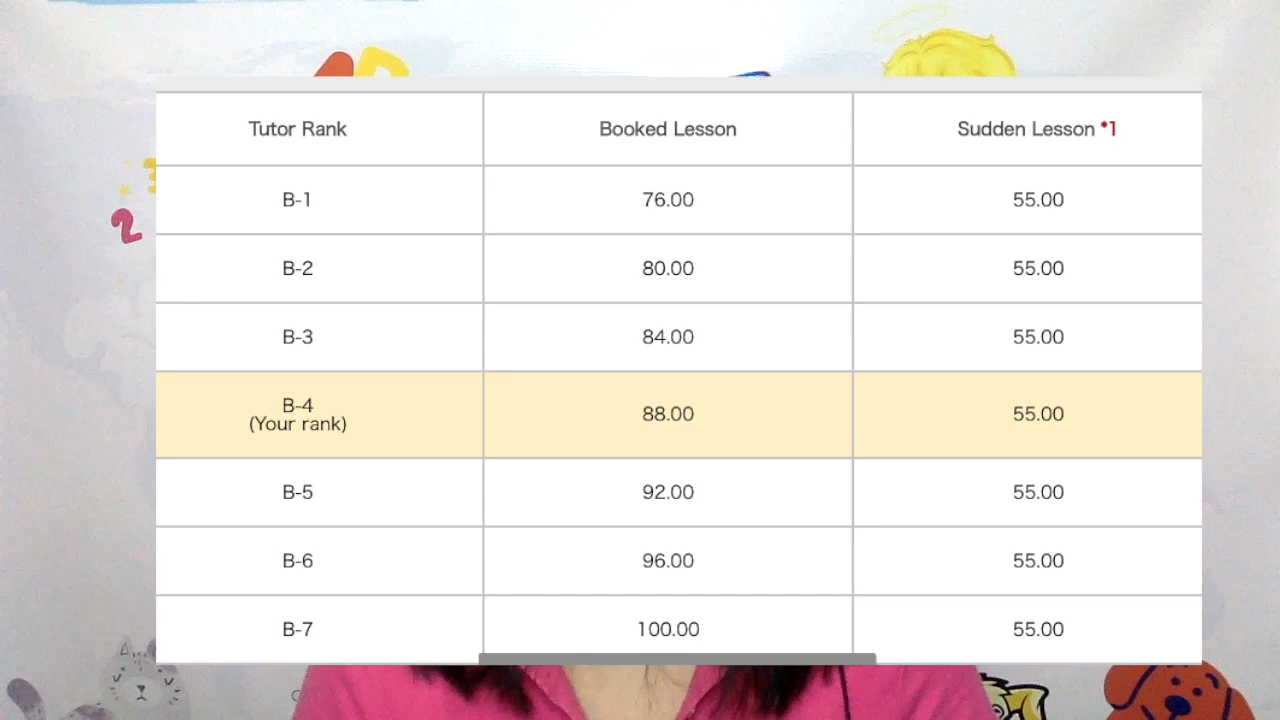 Tutor Rank Booked Lesson Sudden Lesson *1
B-1 76.00 55.00
B-2 80.00 55.00
B-3 84.00 55.00
B-4
(Your rank) 88.00 55.00
B-5 92.00 55.00
B-6 96.00 55.00
B-7 100.00 55.00
2